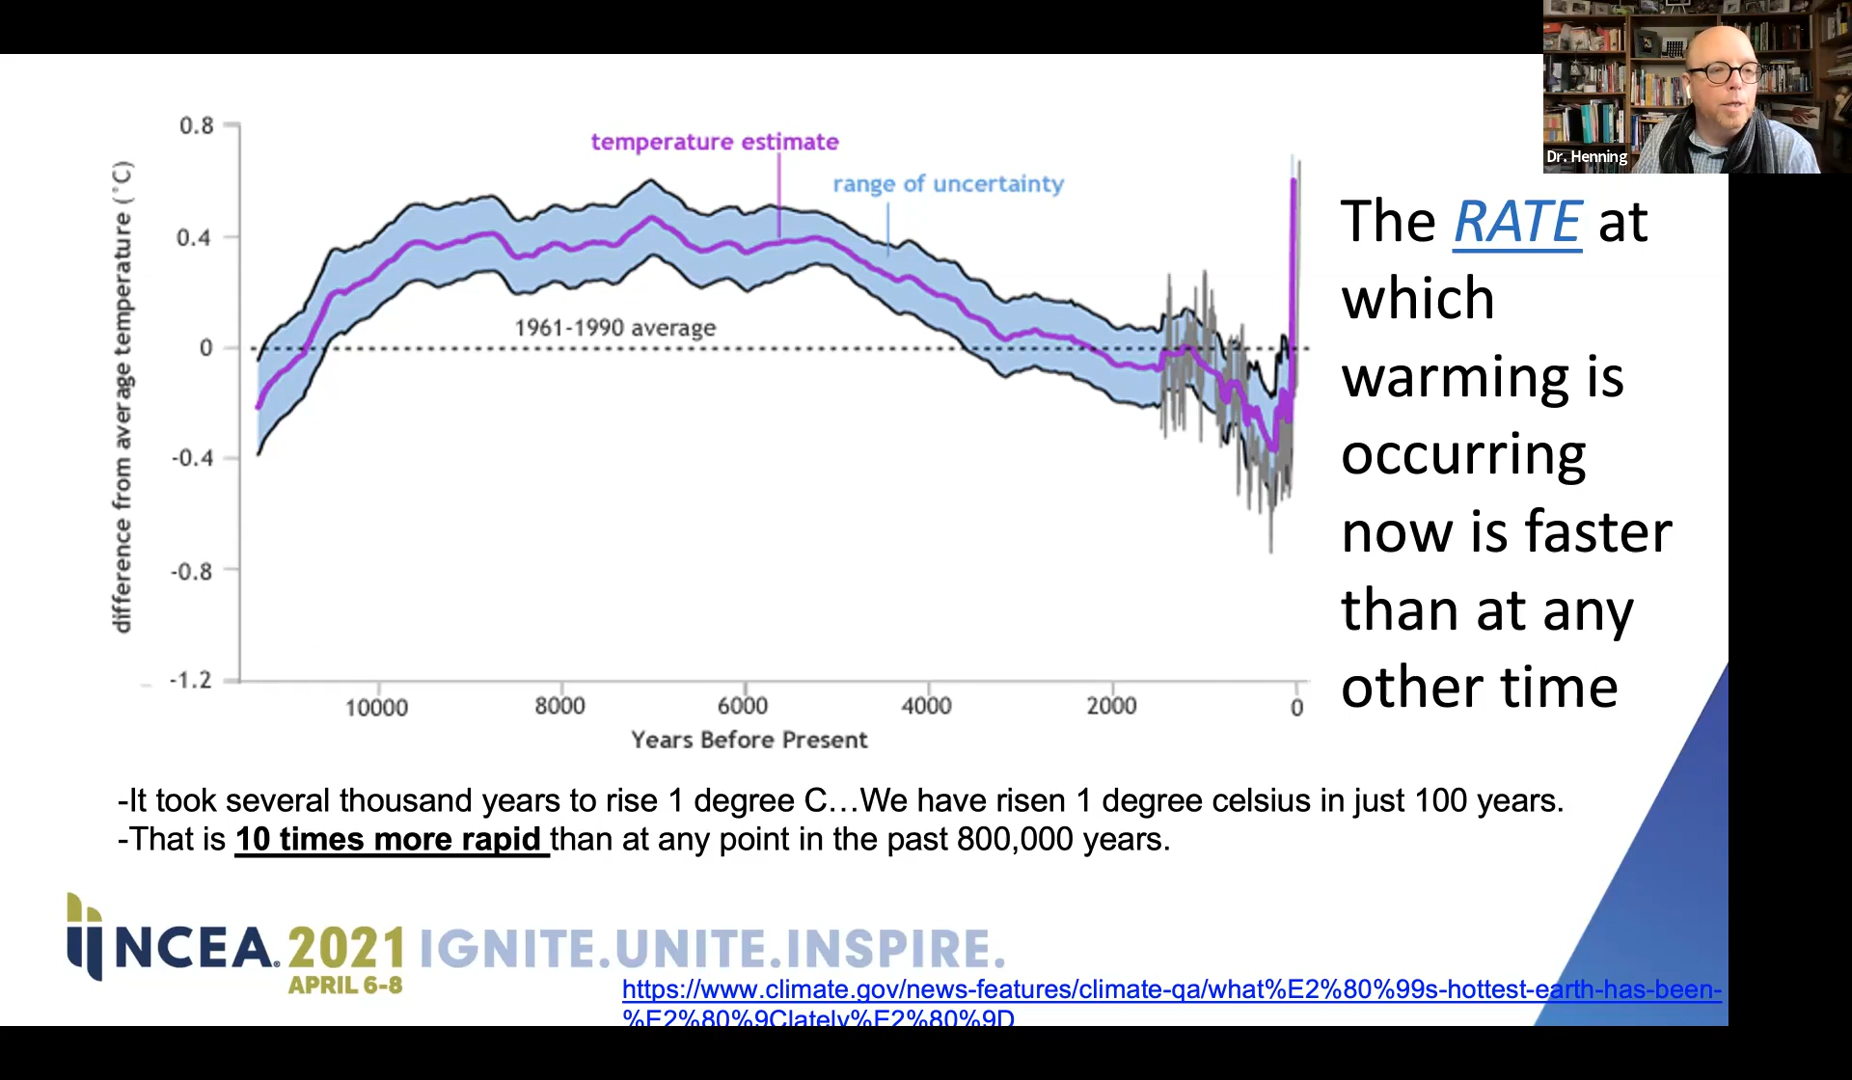 Dr. Henning
0.8
0.4
0
-0.4
-0.8
-1.2
difference from average temperature (˚C)
temperature estimate
range of uncertainty
1961-1990 average
10000
8000
6000
4000
2000
0
Years Before Present
The RATE at
which
warming is
occurring
now is faster
than at any
other time
-It took several thousand years to rise 1 degree C…We have risen 1 degree celsius in just 100 years.
-That is 10 times more rapid than at any point in the past 800,000 years.
NCEA® 2021 IGNITE.UNITE.INSPIRE.
APRIL 6-8
https://www.climate.gov/news-features/climate-qa/what%E2%80%99s-hottest-earth-has-been-
%E2%80%9Clately%E2%80%9D